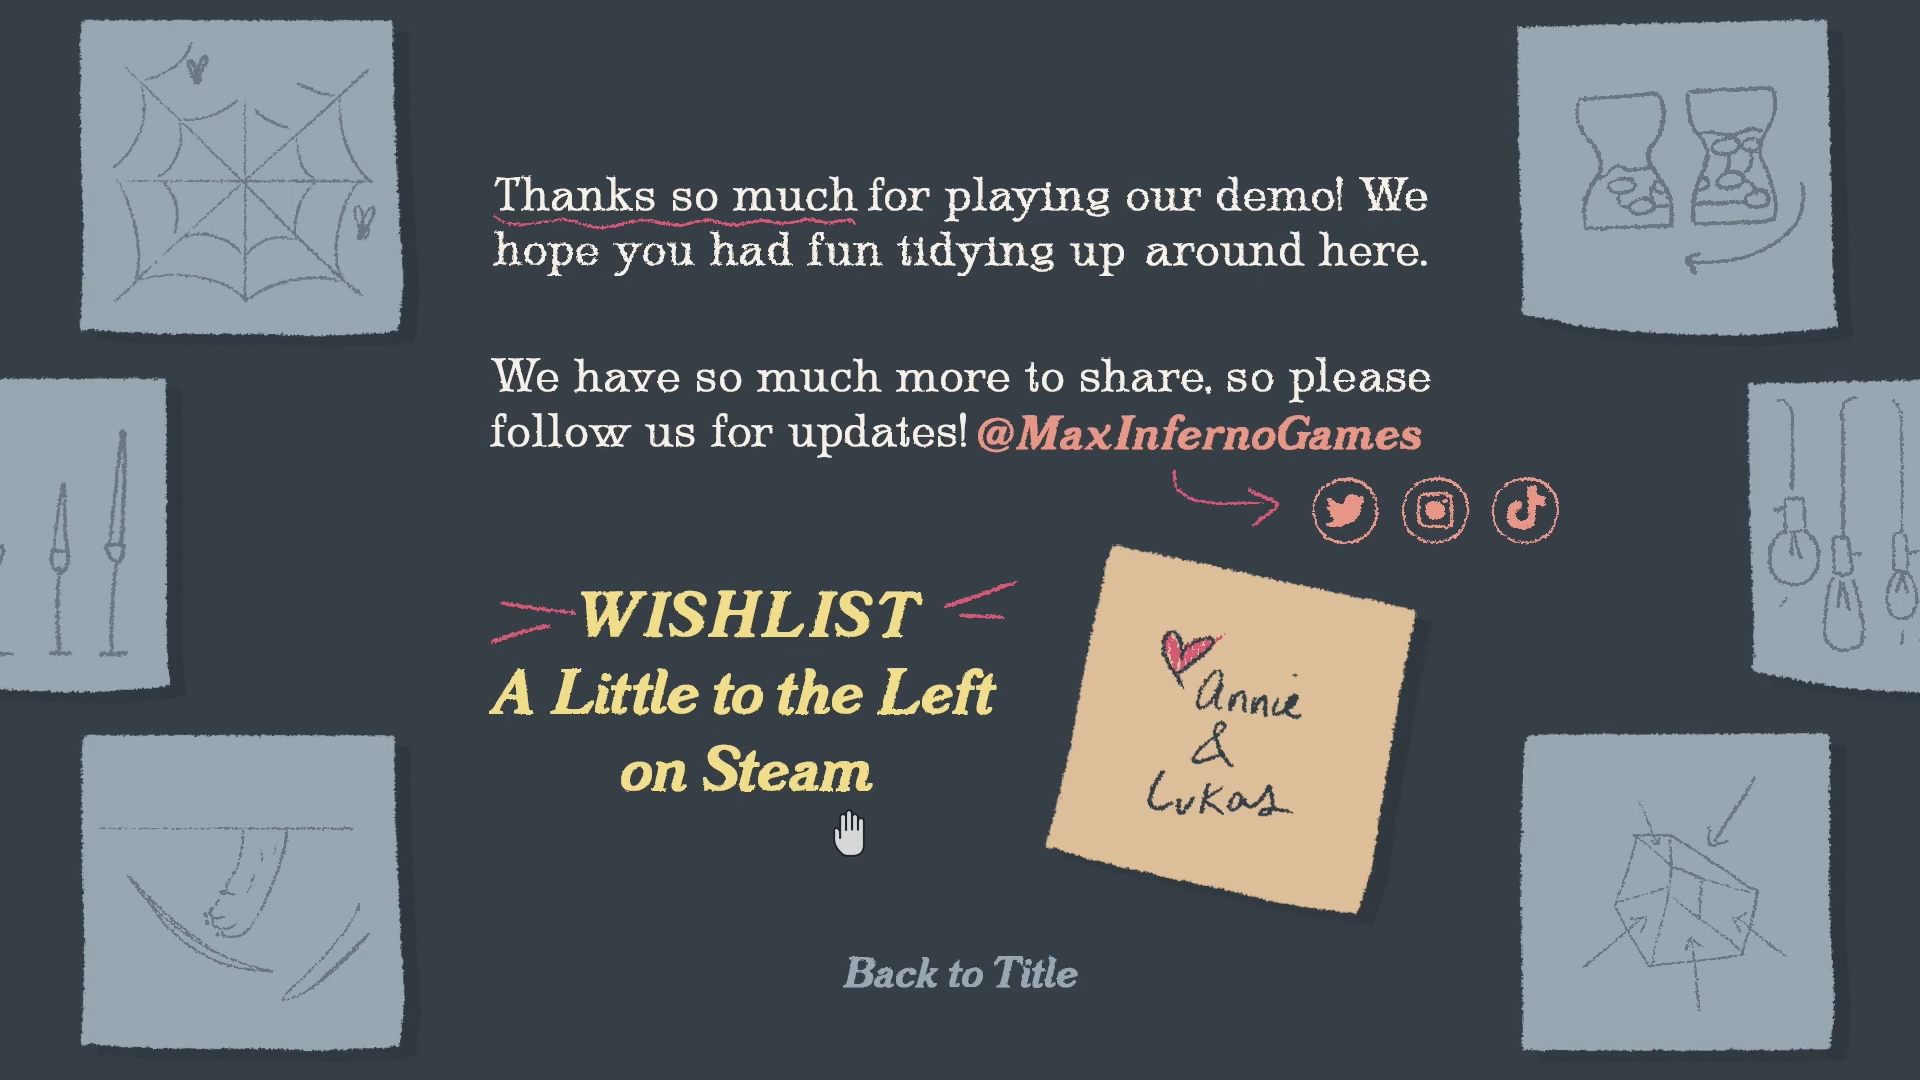 Thanks so much for playing our demo! We
hope you had fun tidying up around here.
We have so much more to share, so please
follow us for updates! @MaxInfernoGames
WISHLIST
A Little to the Left
on Steam
Annie
&
Lukas
Back to Title